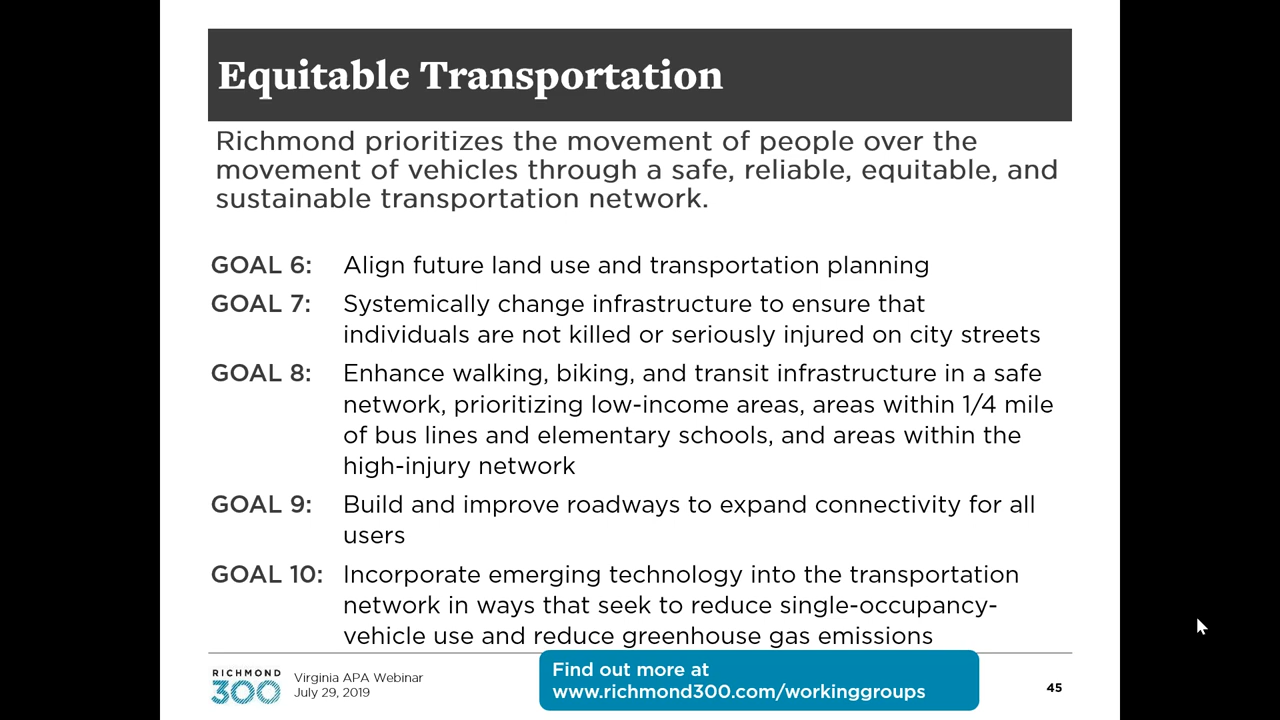 Equitable Transportation
Richmond prioritizes the movement of people over the
movement of vehicles through a safe, reliable, equitable, and
sustainable transportation network.
GOAL 6: Align future land use and transportation planning
GOAL 7: Systemically change infrastructure to ensure that
individuals are not killed or seriously injured on city streets
GOAL 8: Enhance walking, biking, and transit infrastructure in a safe
network, prioritizing low-income areas, areas within 1/4 mile
of bus lines and elementary schools, and areas within the
high-injury network
GOAL 9: Build and improve roadways to expand connectivity for all
users
GOAL 10: Incorporate emerging technology into the transportation
network in ways that seek to reduce single-occupancy-
vehicle use and reduce greenhouse gas emissions
RICHMOND
300
Virginia APA Webinar
July 29, 2019
Find out more at
www.richmond300.com/workinggroups
45